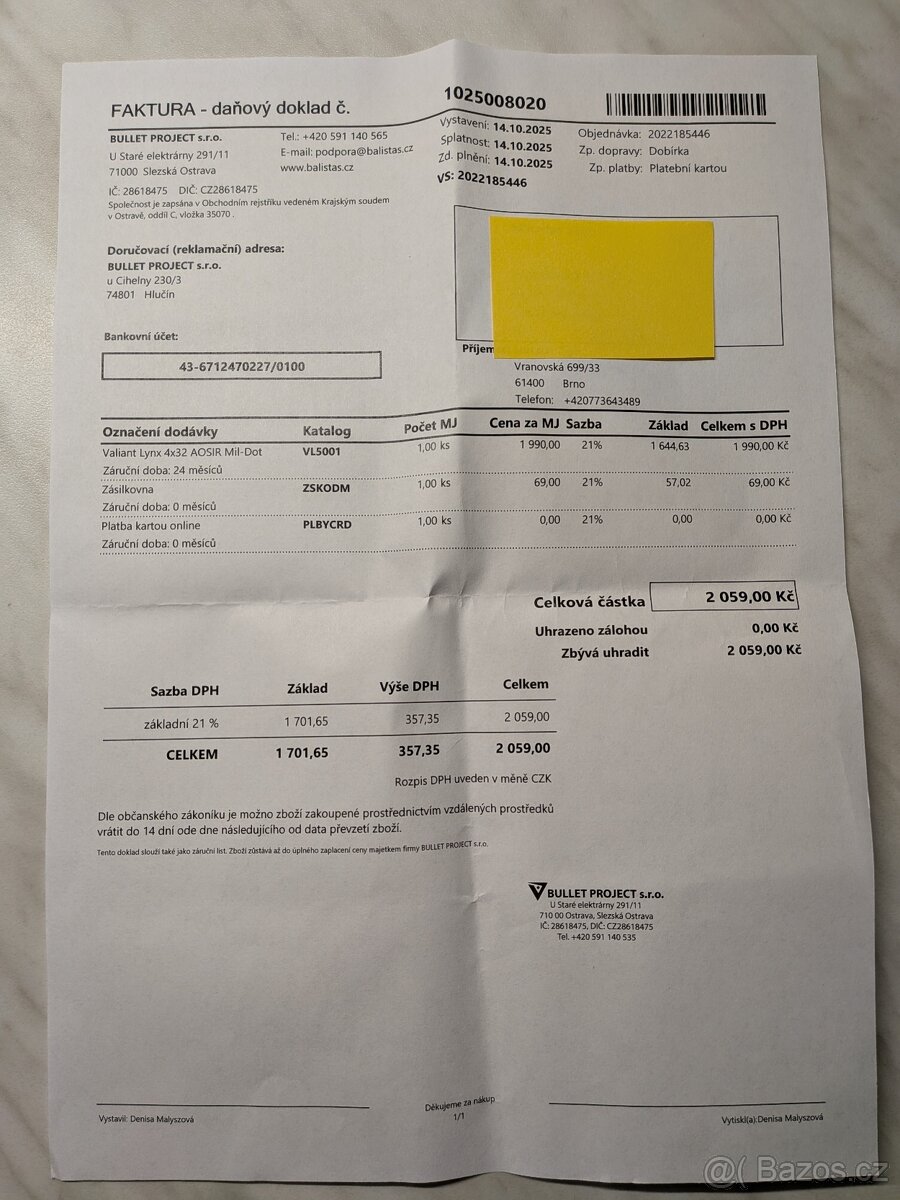 FAKTURA - daňový doklad č. 1025008020
BULLET PROJECT s.r.o.
U Staré elektrárny 291/11
71000 Slezská Ostrava
Tel.: +420 591 140 565
E-mail: podpora@balistas.cz
www.balistas.cz
IČ: 28618475 DIČ: CZ28618475
Společnost je zapsána v Obchodním rejstříku vedeném Krajským soudem
v Ostravě, oddíl C, vložka 35070 .
Vystavení: 14.10.2025
Splatnost: 14.10.2025
Zd. plnění: 14.10.2025
VS: 2022185446
Objednávka: 2022185446
Zp. dopravy: Dobírka
Zp. platby: Platební kartou
Doručovací (reklamační) adresa:
BULLET PROJECT s.r.o.
u Cihelny 230/3
74801 Hlučín
Bankovní účet:
43-6712470227/0100
Příjem
Vranovská 699/33
61400 Brno
Telefon: +420773643489
Označení dodávky Katalog Počet MJ Cena za MJ Sazba Základ Celkem s DPH
Valiant Lynx 4x32 AOSIR Mil-Dot VL5001 1,00 ks 1 990,00 21% 1 644,63 1 990,00 Kč
Záruční doba: 24 měsíců
Zásilkovna ZSKODM 1,00 ks 69,00 21% 57,02 69,00 Kč
Záruční doba: 0 měsíců
Platba kartou online PLBYCRD 1,00 ks 0,00 21% 0,00 0,00 Kč
Záruční doba: 0 měsíců
Celková částka 2 059,00 Kč
Uhrazeno zálohou 0,00 Kč
Zbývá uhradit 2 059,00 Kč
Sazba DPH Základ Výše DPH Celkem
základní 21 % 1 701,65 357,35 2 059,00
CELKEM 1 701,65 357,35 2 059,00
Rozpis DPH uveden v měně CZK
Dle občanského zákoníku je možno zboží zakoupené prostřednictvím vzdálených prostředků
vrátit do 14 dní ode dne následujícího od data převzetí zboží.
Tento doklad slouží také jako záruční list. Zboží zůstává až do úplného zaplacení ceny majetkem firmy BULLET PROJECT s.r.o.
BULLET PROJECT s.r.o.
U Staré elektrárny 291/11
710 00 Ostrava, Slezská Ostrava
IČ: 28618475, DIČ: CZ28618475
Tel. +420 591 140 535
Vystavil: Denisa Malyszová
Děkujeme za nákup
1/1
Vytiskl(a):Denisa Malyszová
@( Bazos.cz